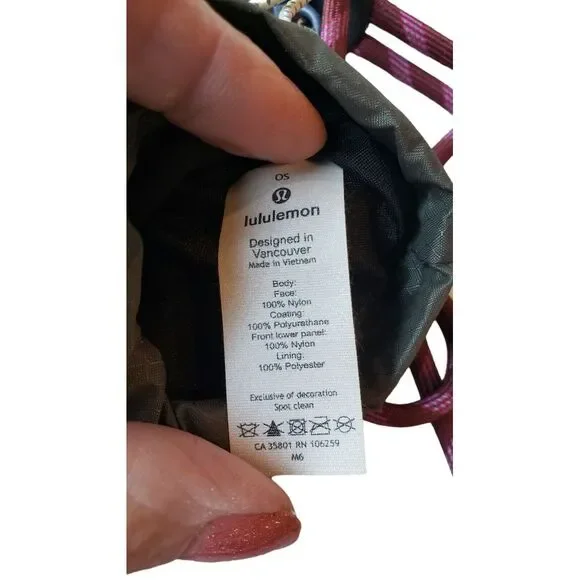 OS
lululemon
Designed in
Vancouver
Made in Vietnam
Body:
Face:
100% Nylon
Coating:
100% Polyurethane
Front lower panel:
100% Nylon
Lining:
100% Polyester
Exclusive of decoration
Spot clean
CA 35801 RN 106259
M6